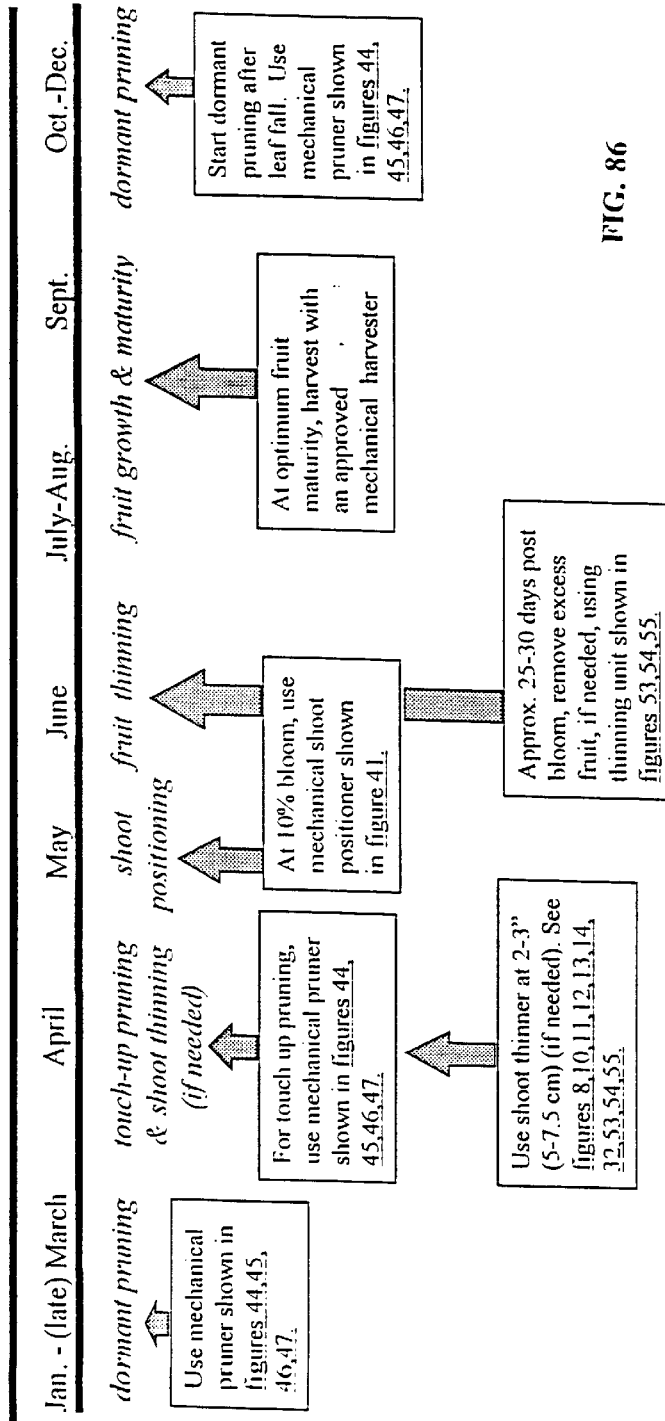 Jan. - (late) March April May June July-Aug. Sept. Oct.-Dec.
dormant pruning
touch-up pruning
& shoot thinning
(if needed)
shoot
positioning
fruit thinning
fruit growth & maturity
dormant pruning
Use mechanical
pruner shown in
figures 44,45,
46,47.
For touch up pruning,
use mechanical pruner
shown in figures 44,
45,46,47.
Use shoot thinner at 2-3"
(5-7.5 cm) (if needed). See
figures 8,10,11,12,13,14,
32,53,54,55.
At 10% bloom, use
mechanical shoot
positioner shown
in figure 41.
Approx. 25-30 days post
bloom, remove excess
fruit, if needed, using
thinning unit shown in
figures 53,54,55.
At optimum fruit
maturity, harvest with
an approved
mechanical harvester
Start dormant
pruning after
leaf fall. Use
mechanical
pruner shown
in figures 44,
45,46,47.
FIG. 86